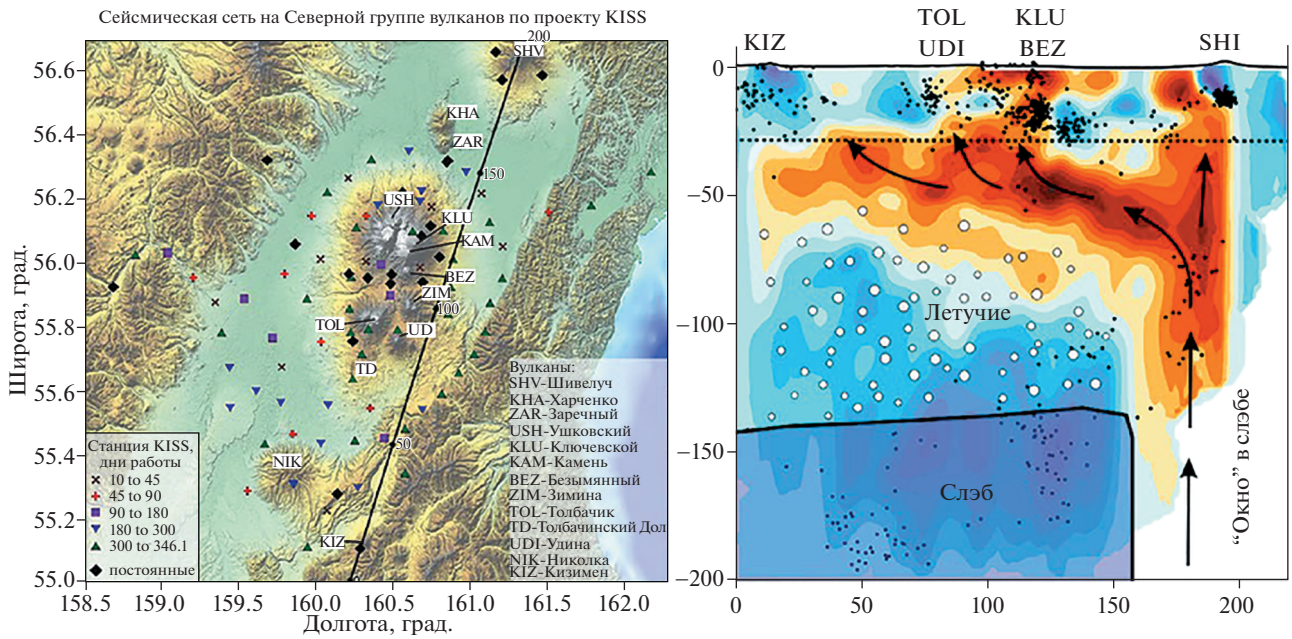 Сейсмическая сеть на Северной группе вулканов по проекту KISS
Широта, град.
56.6
56.4
56.2
56.0
55.8
55.6
55.4
55.2
55.0
158.5
159.0
159.5
160.0
160.5
161.0
161.5
162.0
Долгота, град.
200
SHV
KHA
ZAR
150
USH
KLU
KAM
BEZ
ZIM
100
TOL
UD
TD
50
NIK
KIZ
Станция KISS,
дни работы
10 to 45
45 to 90
90 to 180
180 to 300
300 to 346.1
постоянные
Вулканы:
SHV-Шивелуч
KHA-Харченко
ZAR-Заречный
USH-Ушковский
KLU-Ключевской
KAM-Камень
BEZ-Безымянный
ZIM-Зимина
TOL-Толбачик
TD-Толбачинский Дол
UDI-Удина
NIK-Николка
KIZ-Кизимен
KIZ
TOL
UDI
KLU
BEZ
SHI
0
−50
−100
−150
−200
0
50
100
150
200
Летучие
Слэб
“Окно” в слэбе